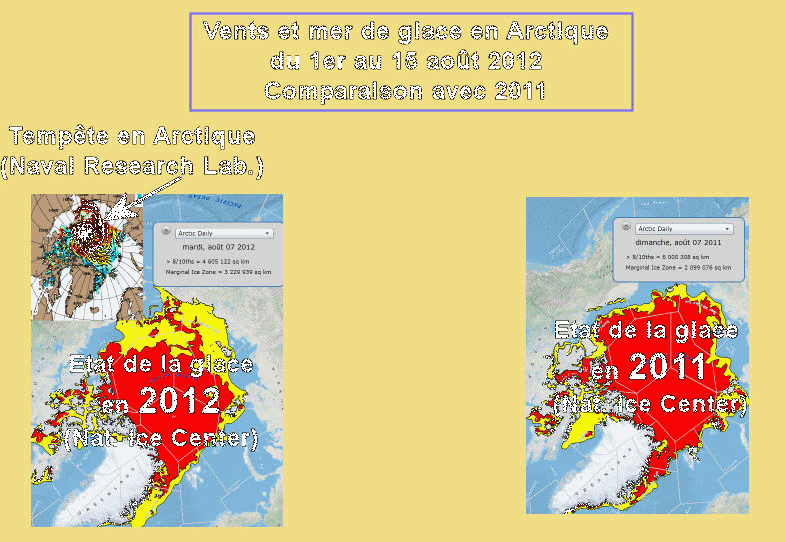 Vents et mer de glace en Arctique
du 1er au 15 août 2012
Comparaison avec 2011
Tempête en Arctique
(Naval Research Lab.)
PACIFIC OCEAN
Arctic Daily
mardi, août 07 2012
> 8/10ths = 4 605 122 sq km
Marginal Ice Zone = 3 229 939 sq km
Etat de la glace
en 2012
(Nat. Ice Center)
GREENLAND
Arctic Daily
dimanche, août 07 2011
> 8/10ths = 6 000 308 sq km
Marginal Ice Zone = 2 099 076 sq km
Etat de la glace
en 2011
(Nat. Ice Center)
GREENLAND